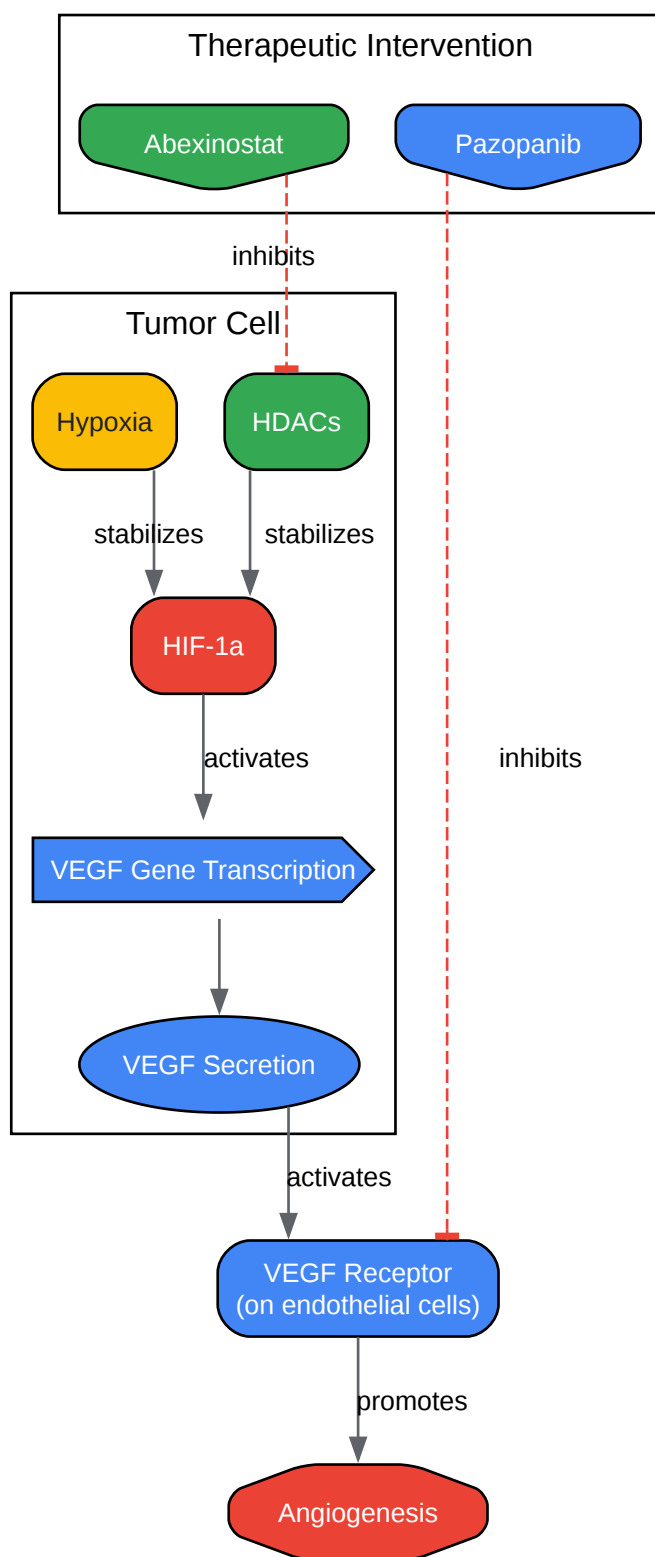 Therapeutic Intervention
Abexinostat
Pazopanib
inhibits
Tumor Cell
Hypoxia
HDACs
stabilizes
stabilizes
HIF-1a
activates
inhibits
VEGF Gene Transcription
VEGF Secretion
activates
VEGF Receptor
(on endothelial cells)
promotes
Angiogenesis